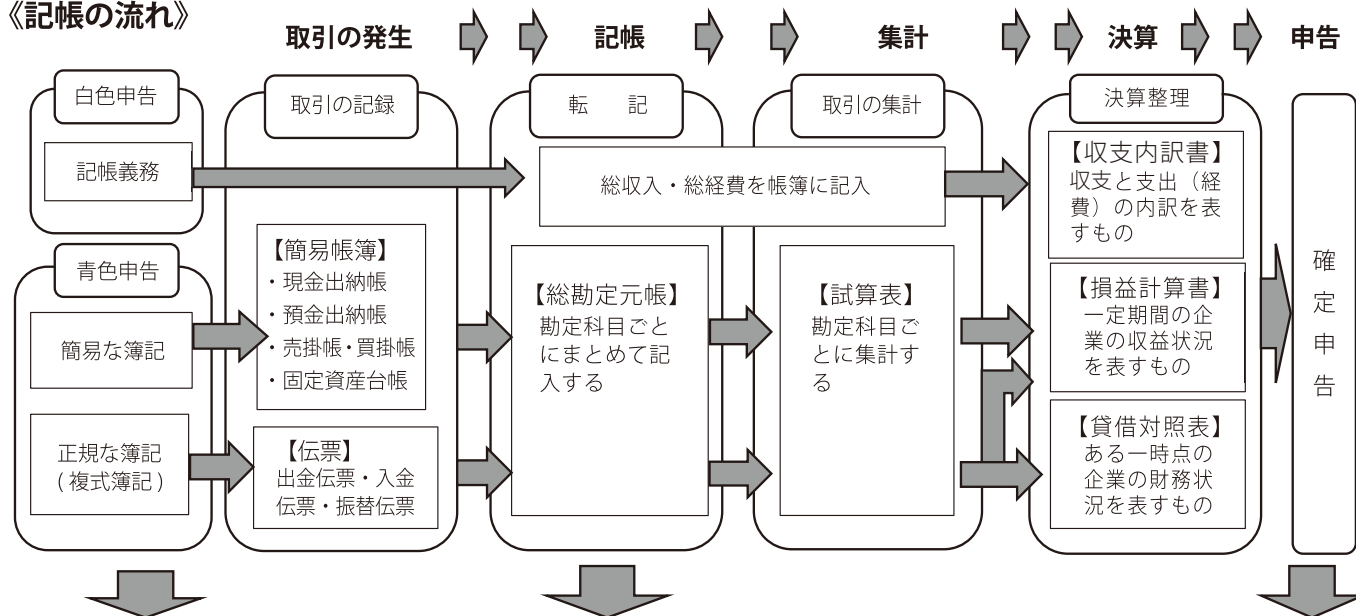 《記帳の流れ》
取引の発生
記帳
集計
決算
申告
白色申告
記帳義務
青色申告
簡易な簿記
正規な簿記
(複式簿記)
取引の記録
【簡易帳簿】
・現金出納帳
・預金出納帳
・売掛帳・買掛帳
・固定資産台帳
【伝票】
出金伝票・入金
伝票・振替伝票
転　記
総収入・総経費を帳簿に記入
【総勘定元帳】
勘定科目ごと
にまとめて記
入する
取引の集計
【試算表】
勘定科目ご
とに集計す
る
決算整理
【収支内訳書】
収支と支出（経
費）の内訳を表
すもの
【損益計算書】
一定期間の企
業の収益状況
を表すもの
【貸借対照表】
ある一時点の
企業の財務状
況を表すもの
確定申告